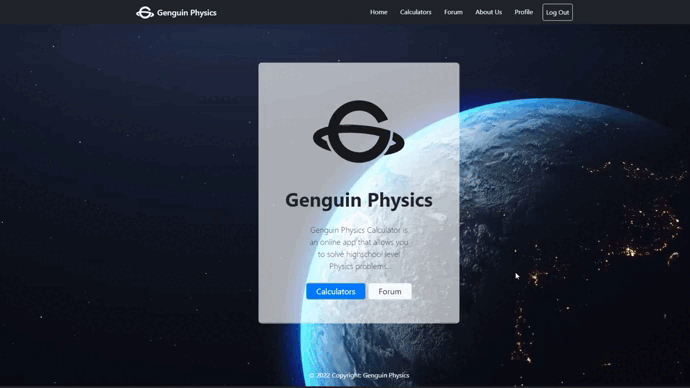 Genguin Physics
Home
Calculators
Forum
About Us
Profile
Log Out
Genguin Physics
Genguin Physics Calculator is
an online app that allows you
to solve highschool level
Physics problems.
Calculators
Forum
© 2022 Copyright: Genguin Physics